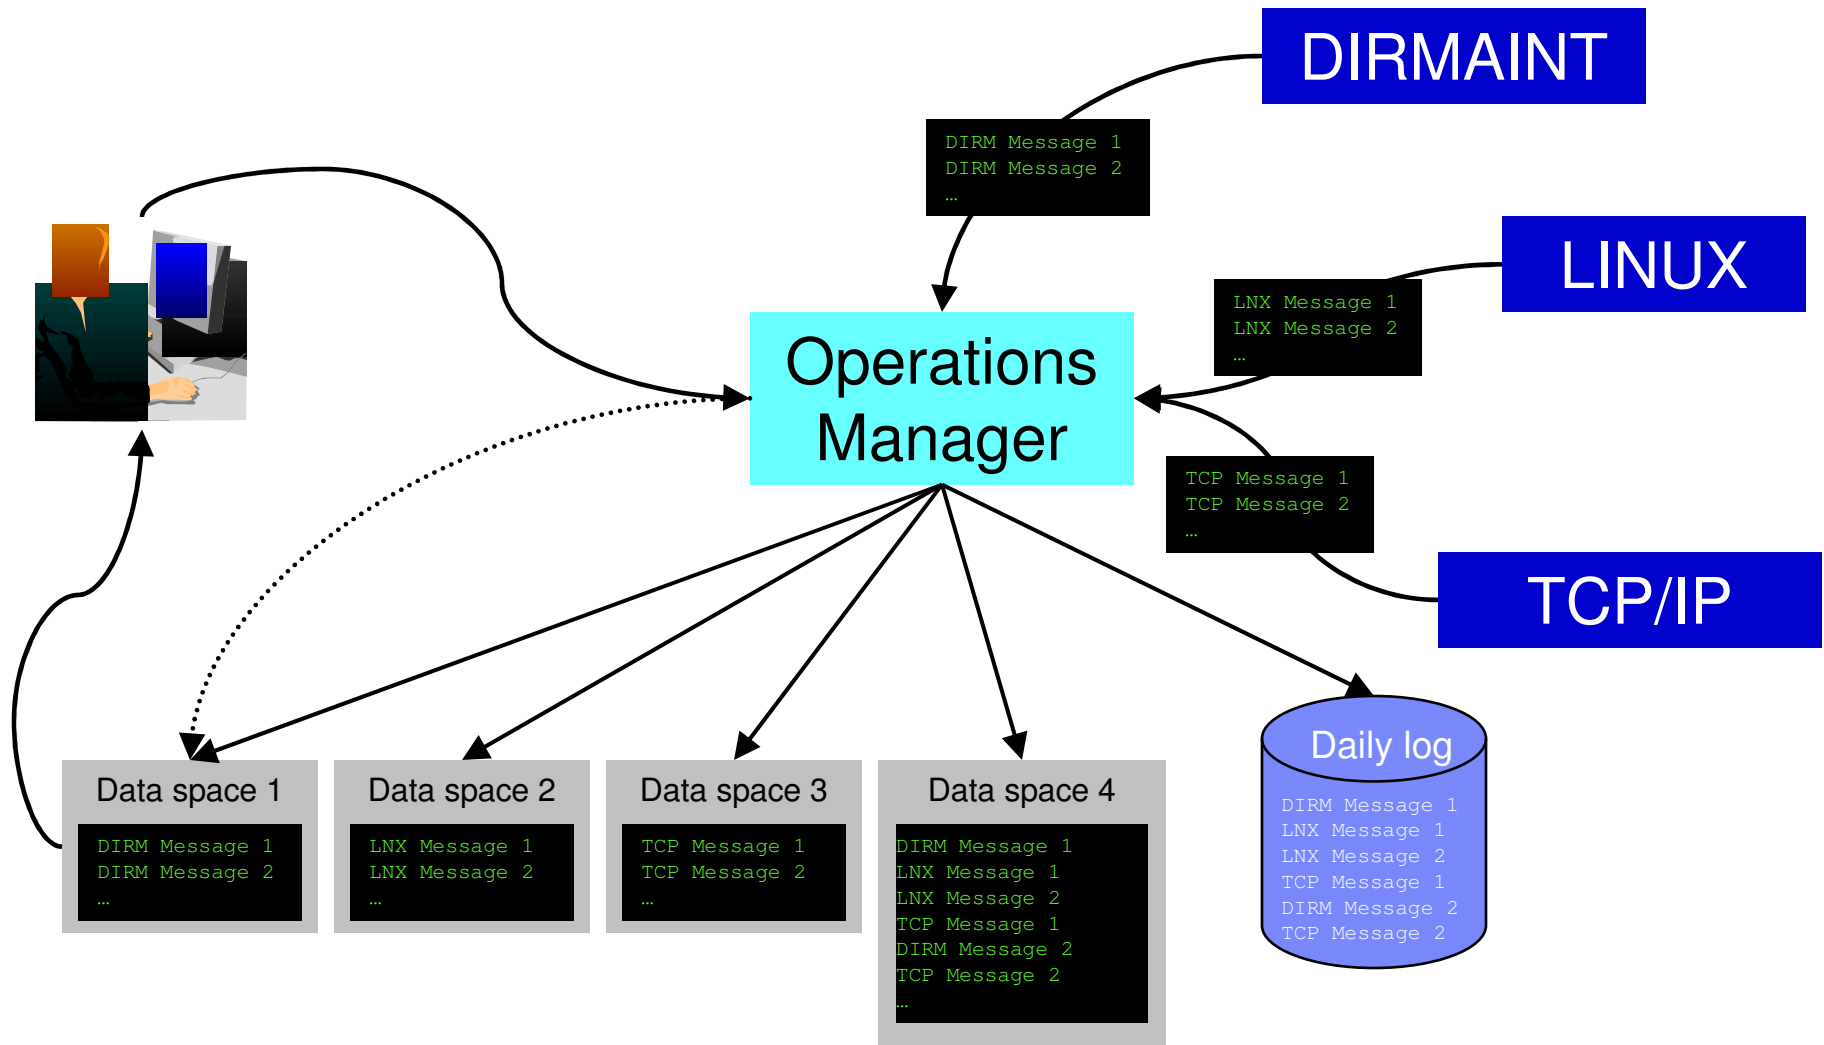 DIRMAINT
DIRM Message 1
DIRM Message 2
…
LINUX
LNX Message 1
LNX Message 2
…
Operations
Manager
TCP Message 1
TCP Message 2
…
TCP/IP
Data space 1
DIRM Message 1
DIRM Message 2
…
Data space 2
LNX Message 1
LNX Message 2
…
Data space 3
TCP Message 1
TCP Message 2
…
Data space 4
DIRM Message 1
LNX Message 1
LNX Message 2
TCP Message 1
DIRM Message 2
TCP Message 2
…
Daily log
DIRM Message 1
LNX Message 1
LNX Message 2
TCP Message 1
DIRM Message 2
TCP Message 2